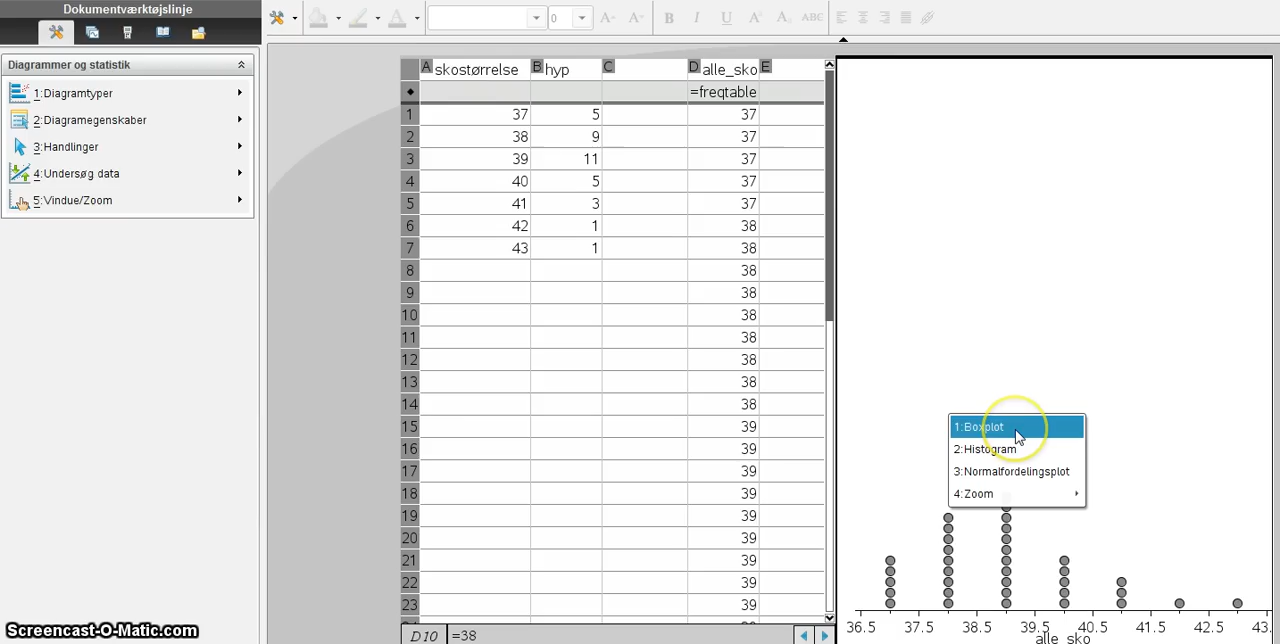 Dokumentværktøjslinje
Diagrammer og statistik
1:Diagramtyper
2:Diagramegenskaber
3:Handlinger
4:Undersøg data
5:Vindue/Zoom
0
A- A^
B I U A ABC
A skostørrelse B hyp C D alle_sko E
=freqtable
1 37 5 37
2 38 9 37
3 39 11 37
4 40 5 37
5 41 3 37
6 42 1 38
7 43 1 38
8 38
9 38
10 38
11 38
12 38
13 38
14 38
15 39
16 39
17 39
18 39
19 39
20 39
21 39
22 39
23 39
D10 =38
1:Boxplot
2:Histogram
3:Normalfordelingsplot
4:Zoom
36.5 37.5 38.5 39.5 40.5 41.5 42.5 43.
alle_sko
Screencast-O-Matic.com